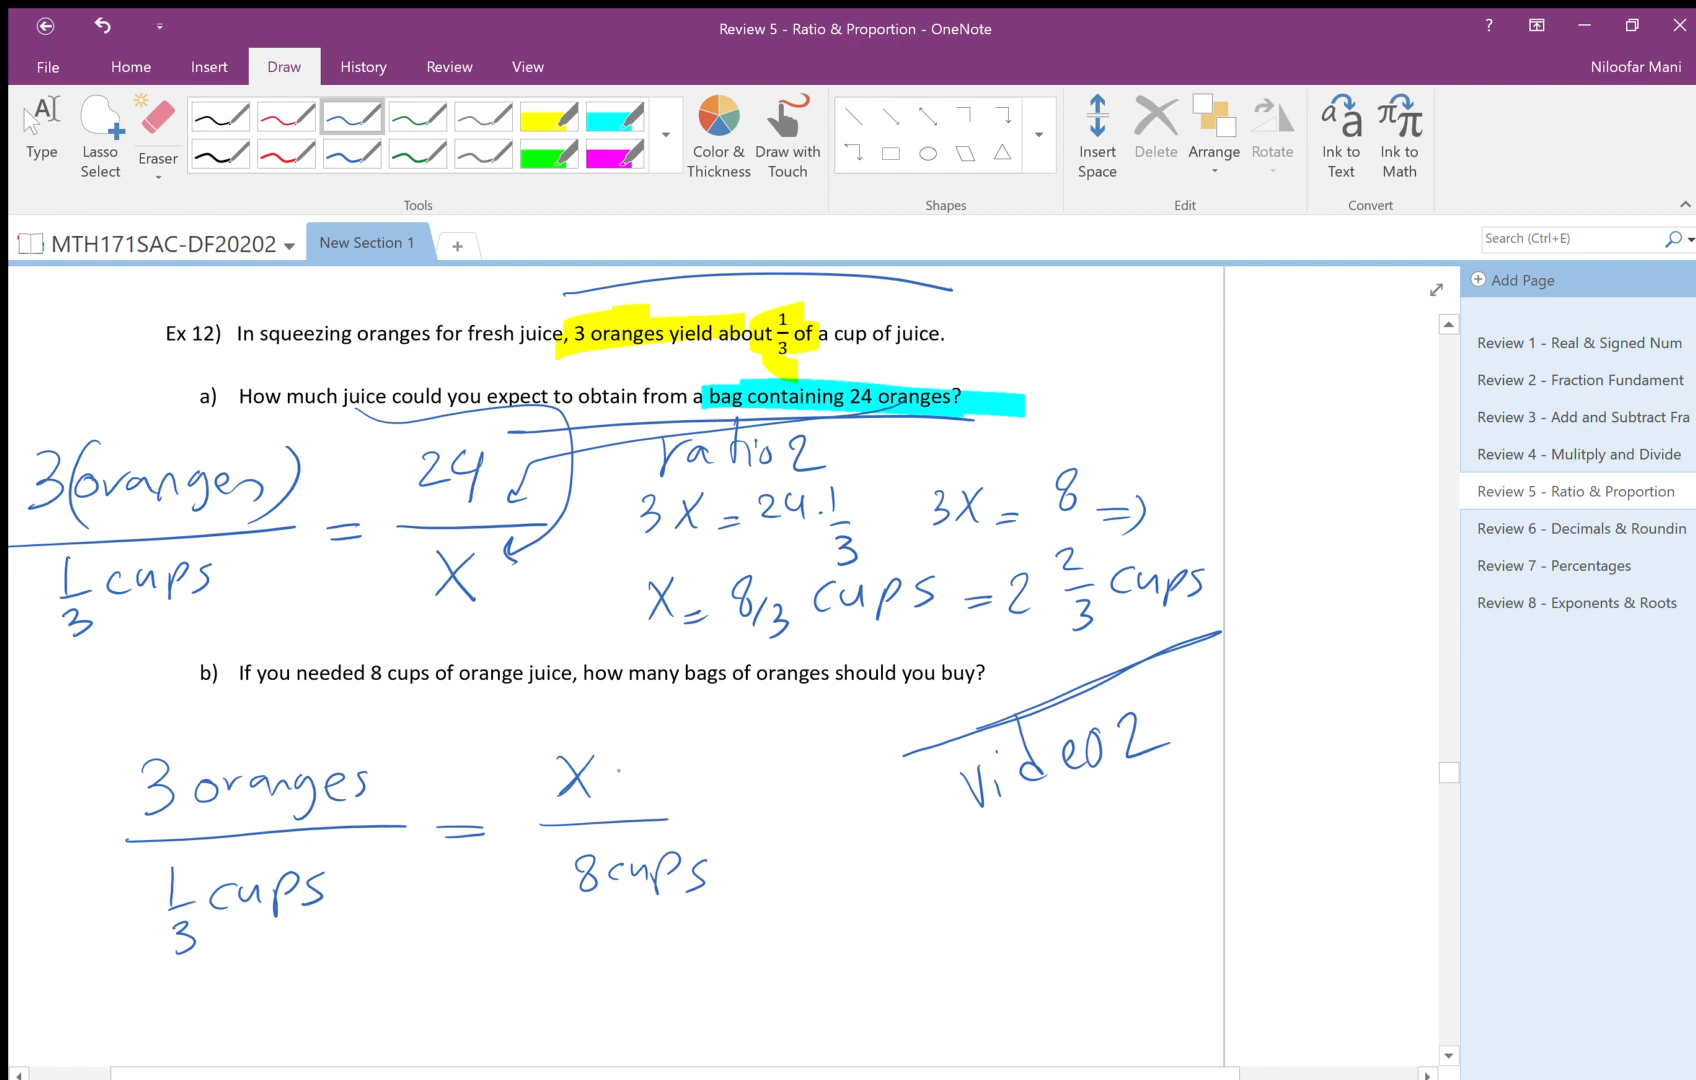 Review 5 - Ratio & Proportion - OneNote
?
File Home Insert Draw History Review View
Niloofar Mani
Type
Lasso Select
Eraser
Color & Thickness
Draw with Touch
Insert Space
Delete
Arrange
Rotate
Ink to Text
Ink to Math
Tools
Shapes
Edit
Convert
MTH171SAC-DF20202
New Section 1
+
Search (Ctrl+E)
Add Page
Review 1 - Real & Signed Num
Review 2 - Fraction Fundament
Review 3 - Add and Subtract Fra
Review 4 - Mulitply and Divide
Review 5 - Ratio & Proportion
Review 6 - Decimals & Roundin
Review 7 - Percentages
Review 8 - Exponents & Roots
Ex 12) In squeezing oranges for fresh juice, 3 oranges yield about 1/3 of a cup of juice.
a) How much juice could you expect to obtain from a bag containing 24 oranges?
3(oranges) / 1/3 cups = 24 / X
ratio 2
3X = 24 · 1/3 3X = 8 =>
X = 8/3 cups = 2 2/3 cups
b) If you needed 8 cups of orange juice, how many bags of oranges should you buy?
video 2
3 oranges / 1/3 cups = X / 8 cups